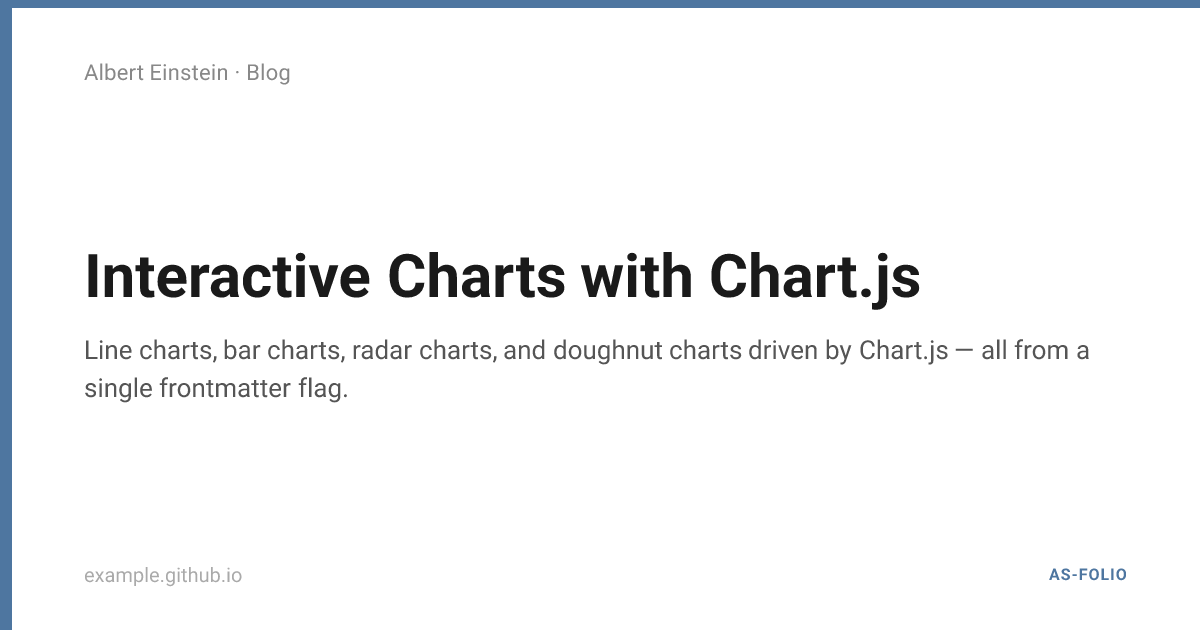 Albert Einstein · Blog
Interactive Charts with Chart.js
Line charts, bar charts, radar charts, and doughnut charts driven by Chart.js — all from a
single frontmatter flag.
example.github.io
AS-FOLIO